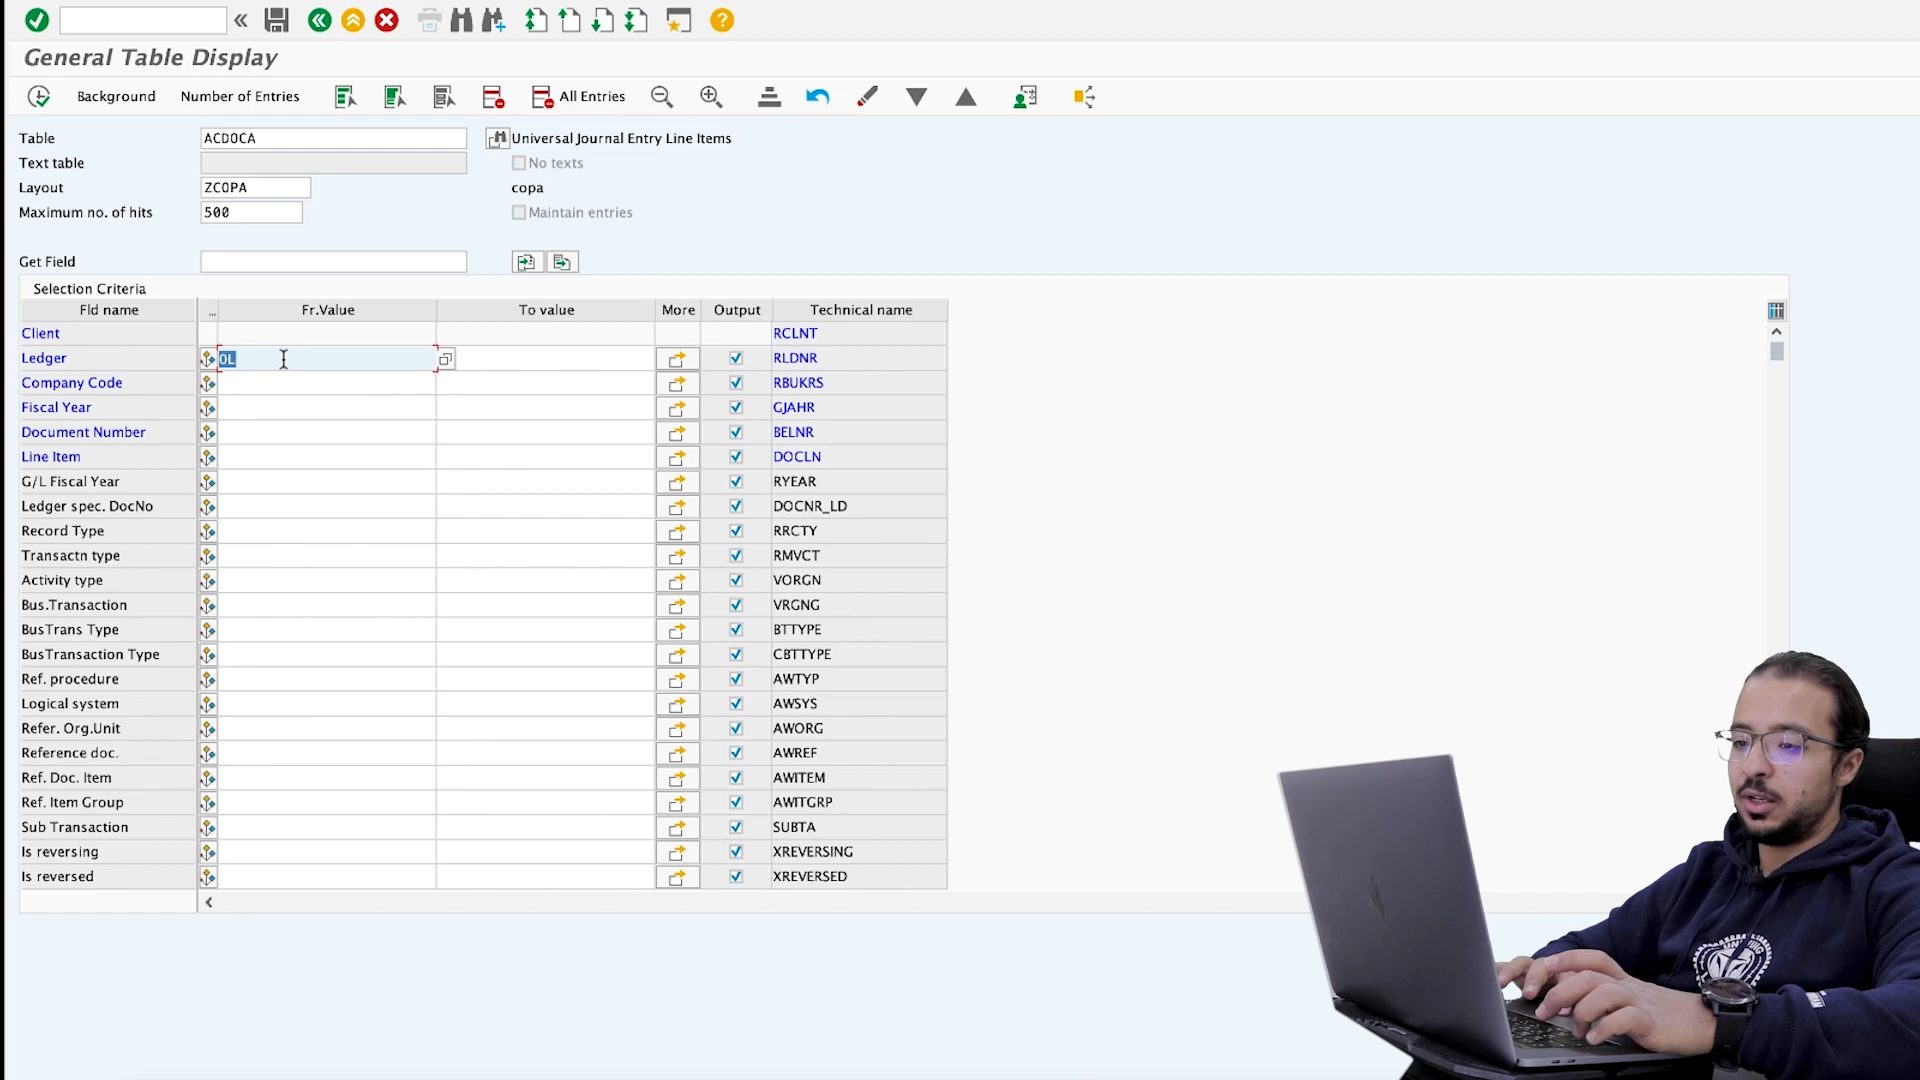 General Table Display
Background Number of Entries All Entries
Table ACDOCA Universal Journal Entry Line Items
Text table No texts
Layout ZCOPA copa
Maximum no. of hits 500 Maintain entries
Get Field
Selection Criteria
Fld name ... Fr.Value To value More Output Technical name
Client RCLNT
Ledger 0L RLDNR
Company Code RBUKRS
Fiscal Year GJAHR
Document Number BELNR
Line Item DOCLN
G/L Fiscal Year RYEAR
Ledger spec. DocNo DOCNR_LD
Record Type RRCTY
Transactn type RMVCT
Activity type VORGN
Bus.Transaction VRGNG
BusTrans Type BTTYPE
BusTransaction Type CBTTYPE
Ref. procedure AWTYP
Logical system AWSYS
Refer. Org.Unit AWORG
Reference doc. AWREF
Ref. Doc. Item AWITEM
Ref. Item Group AWITGRP
Sub Transaction SUBTA
Is reversing XREVERSING
Is reversed XREVERSED